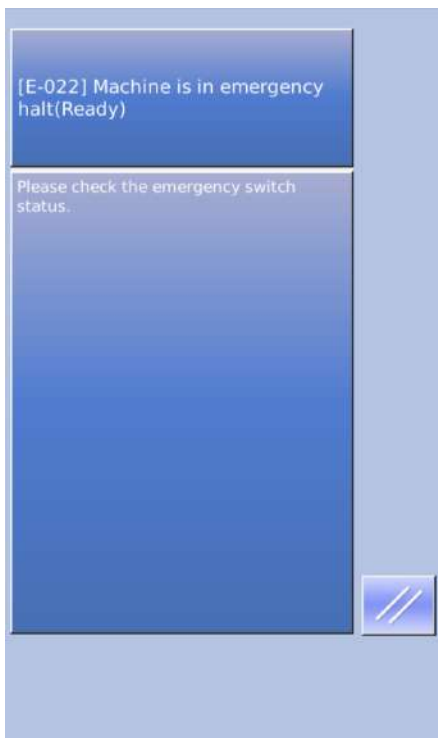 [E-022] Machine is in emergency
halt(Ready)
Please check the emergency switch
status.